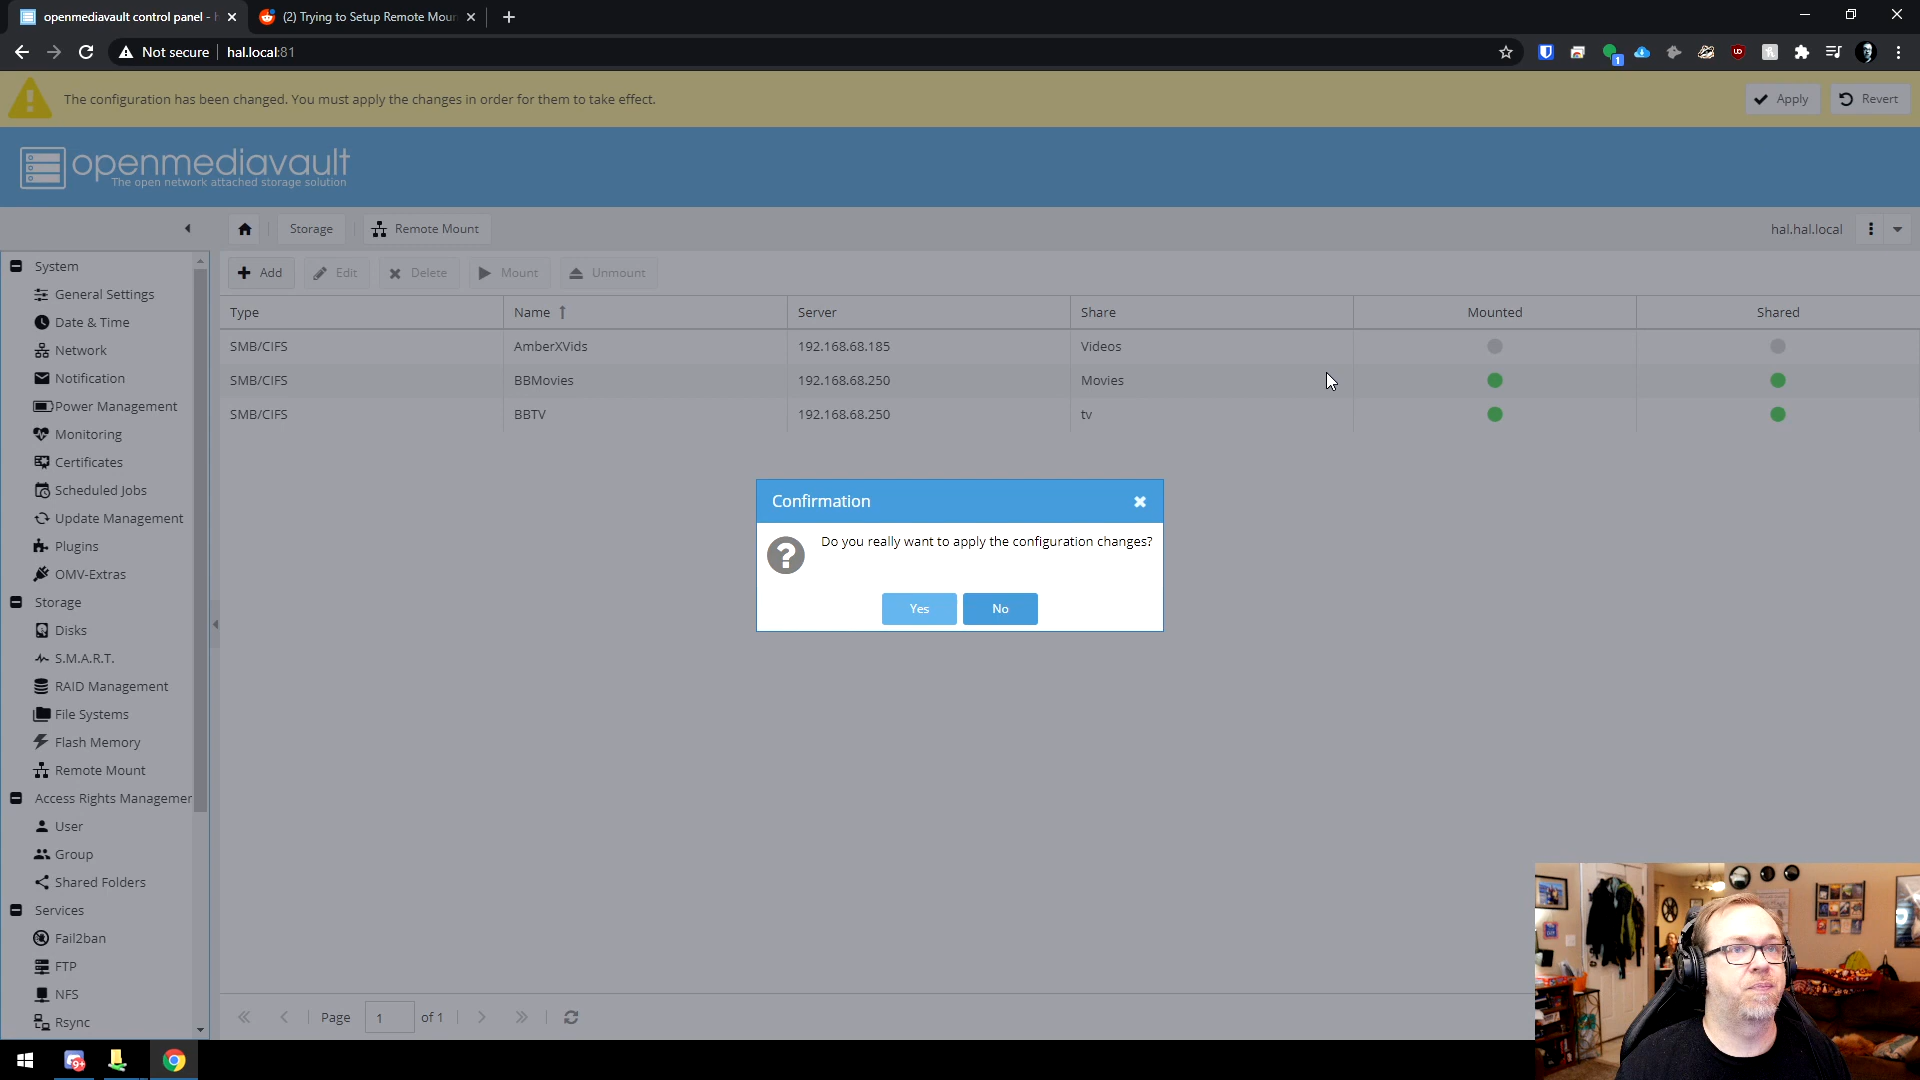 openmediavault control panel - h
(2) Trying to Setup Remote Moun
Not secure
hal.local:81
1
The configuration has been changed. You must apply the changes in order for them to take effect.
Apply
Revert
openmediavault
The open network attached storage solution
Storage
Remote Mount
hal.hal.local
System
General Settings
Date & Time
Network
Notification
Power Management
Monitoring
Certificates
Scheduled Jobs
Update Management
Plugins
OMV-Extras
Storage
Disks
S.M.A.R.T.
RAID Management
File Systems
Flash Memory
Remote Mount
Access Rights Managemen
User
Group
Shared Folders
Services
Fail2ban
FTP
NFS
Rsync
Add
Edit
Delete
Mount
Unmount
Type Name Server Share Mounted Shared
SMB/CIFS AmberXVids 192.168.68.185 Videos
SMB/CIFS BBMovies 192.168.68.250 Movies
SMB/CIFS BBTV 192.168.68.250 tv
Confirmation
Do you really want to apply the configuration changes?
Yes
No
Page 1 of 1
9+